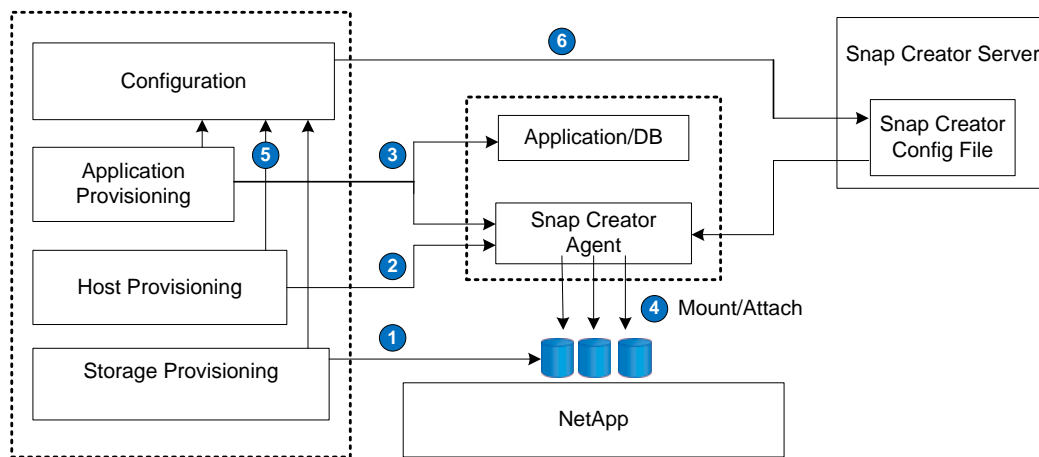 6
Snap Creator Server
Configuration
Application/DB
Snap Creator
Config File
5
3
Application
Provisioning
Snap Creator
Agent
2
Host Provisioning
4
Mount/Attach
1
Storage Provisioning
NetApp